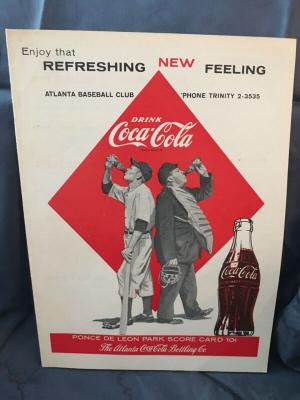 Enjoy that
REFRESHING NEW FEELING
ATLANTA BASEBALL CLUB 'PHONE TRINITY 2-3535
DRINK
Coca-Cola
Coca-Cola
PONCE DE LEON PARK SCORE CARD 10¢
The Atlanta Coca-Cola Bottling Co